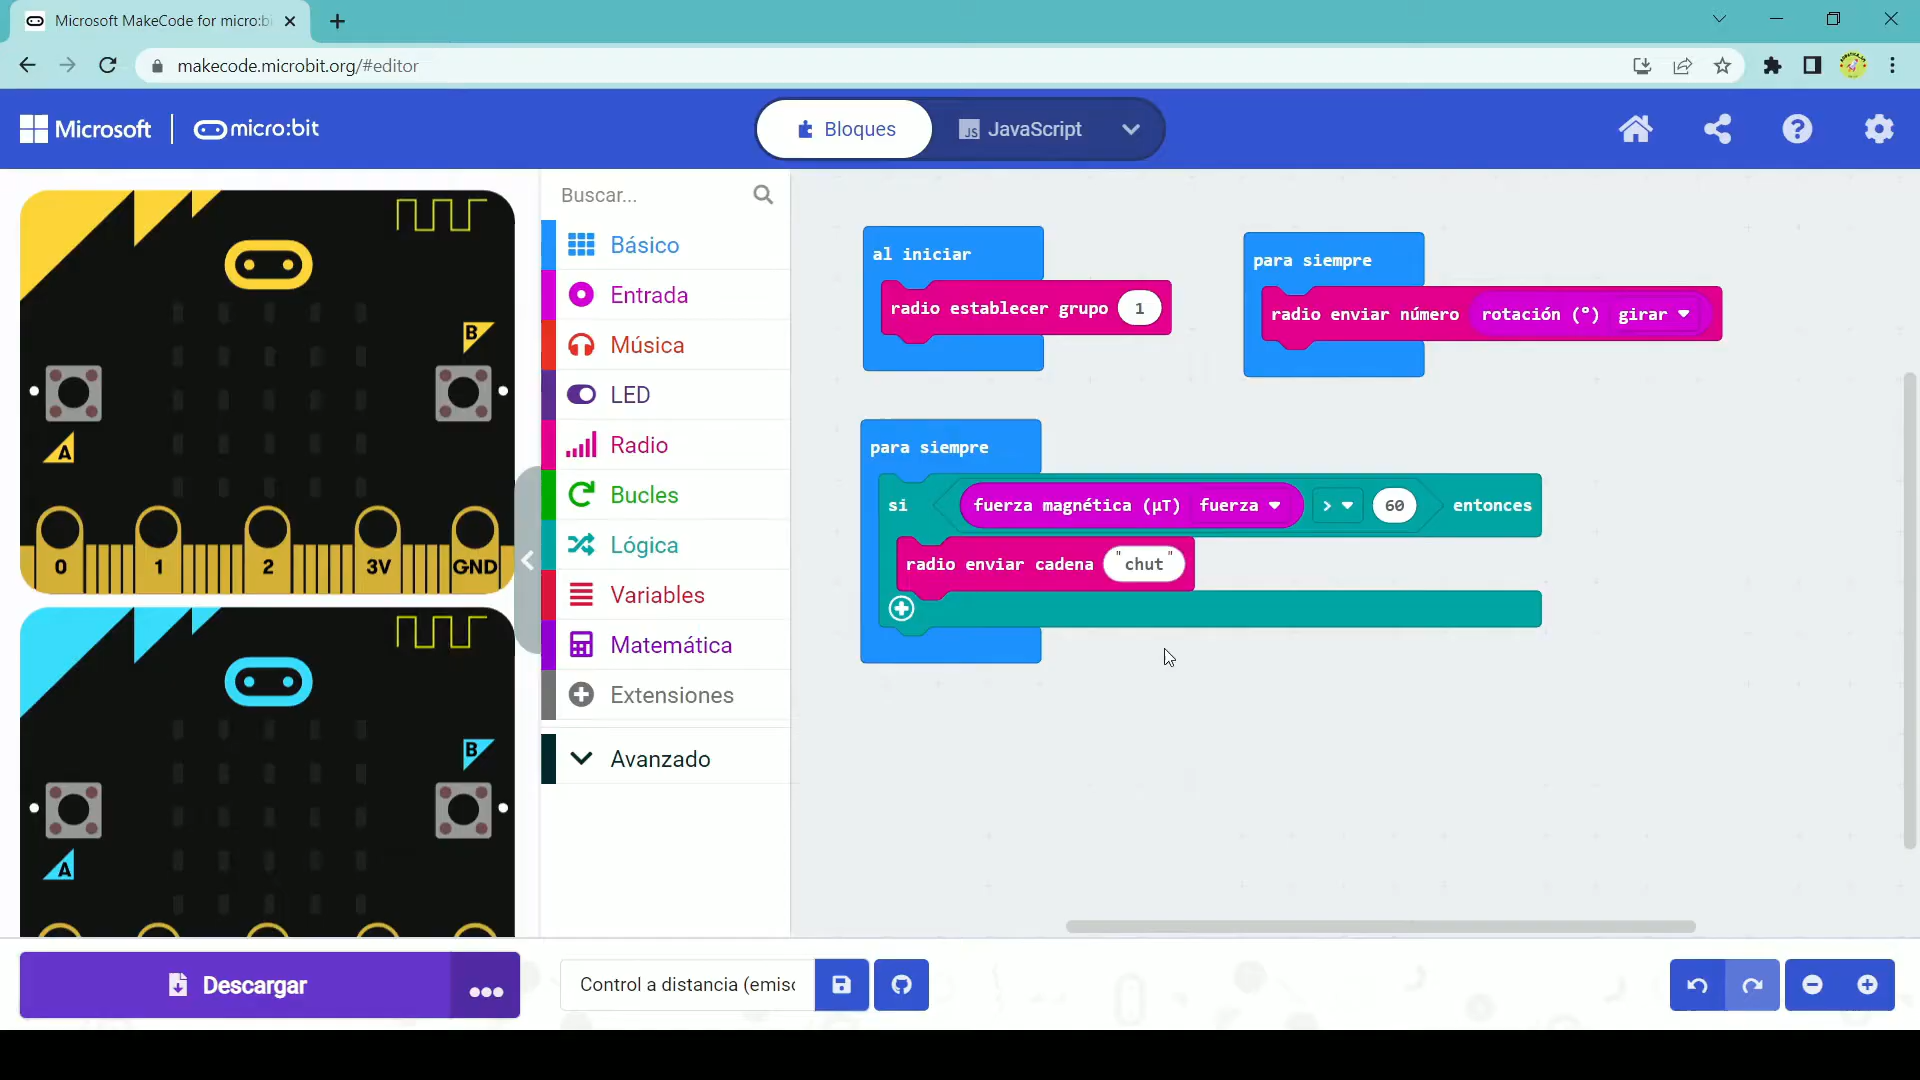 Microsoft MakeCode for micro:bi
makecode.microbit.org/#editor
Microsoft
micro:bit
Bloques
JS
JavaScript
Buscar...
Básico
Entrada
Música
LED
Radio
Bucles
Lógica
Variables
Matemática
Extensiones
Avanzado
B
A
0
1
2
3V
GND
B
A
al iniciar
radio establecer grupo 1
para siempre
radio enviar número rotación (º) girar
para siempre
si fuerza magnética (µT) fuerza > 60 entonces
radio enviar cadena "chut"
Descargar
Control a distancia (emisc